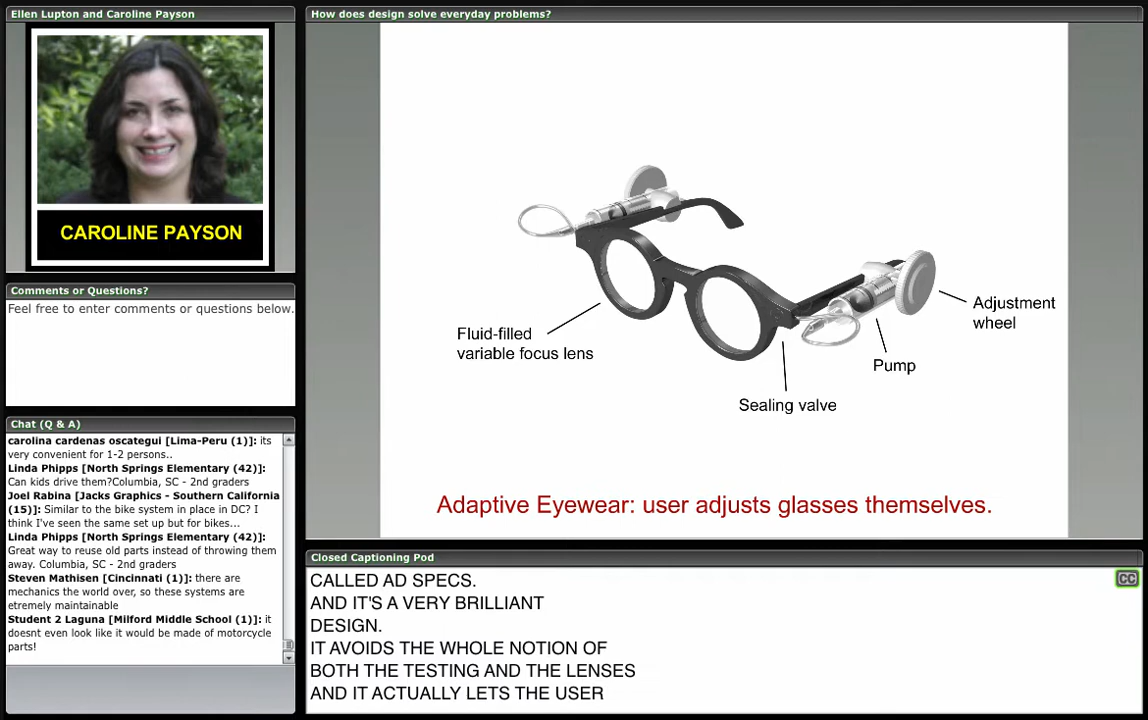 Ellen Lupton and Caroline Payson
CAROLINE PAYSON
Comments or Questions?
Feel free to enter comments or questions below.
Chat (Q & A)
carolina cardenas oscategui [Lima-Peru (1)]: its
very convenient for 1-2 persons..
Linda Phipps [North Springs Elementary (42)]:
Can kids drive them?Columbia, SC - 2nd graders
Joel Rabina [Jacks Graphics - Southern California
(15)]: Similar to the bike system in place in DC? I
think I've seen the same set up but for bikes...
Linda Phipps [North Springs Elementary (42)]:
Great way to reuse old parts instead of throwing them
away. Columbia, SC - 2nd graders
Steven Mathisen [Cincinnati (1)]: there are
mechanics the world over, so these systems are
etremely maintainable
Student 2 Laguna [Milford Middle School (1)]: it
doesnt even look like it would be made of motorcycle
parts!
How does design solve everyday problems?
Fluid-filled
variable focus lens
Adjustment
wheel
Pump
Sealing valve
Adaptive Eyewear: user adjusts glasses themselves.
Closed Captioning Pod
CC
CALLED AD SPECS.
AND IT'S A VERY BRILLIANT
DESIGN.
IT AVOIDS THE WHOLE NOTION OF
BOTH THE TESTING AND THE LENSES
AND IT ACTUALLY LETS THE USER